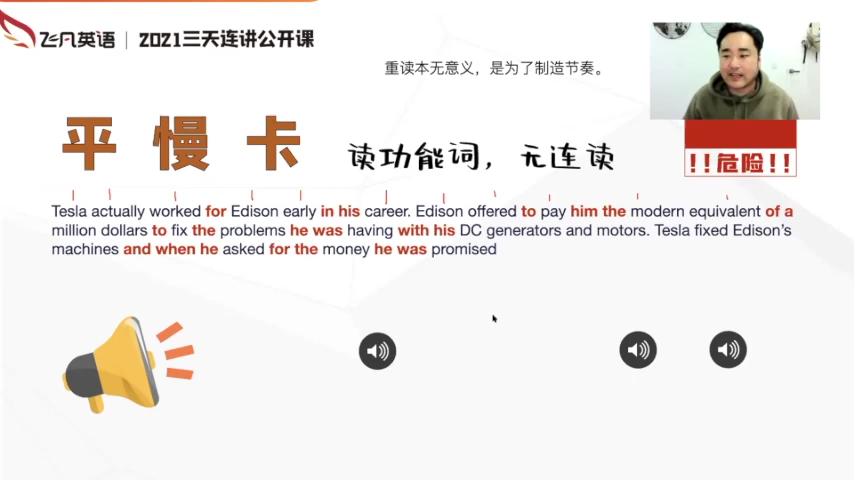 飞凡英语 | 2021三天连讲公开课
重读本无意义，是为了制造节奏。
平 慢 卡
读功能词，无连读
!!危险!!
Tesla actually worked for Edison early in his career. Edison offered to pay him the modern equivalent of a
million dollars to fix the problems he was having with his DC generators and motors. Tesla fixed Edison's
machines and when he asked for the money he was promised